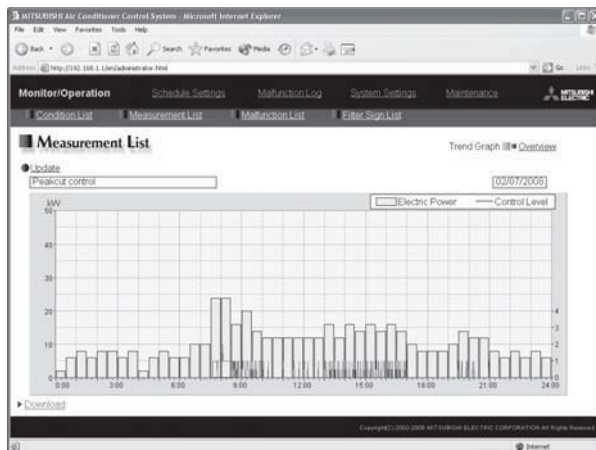 MITSUBISHI Air Conditioner Control System - Microsoft Internet Explorer
File Edit View Favorites Tools Help
Back Search Favorites Media
Address http://192.168.1.1/en/administrator.html Go Links
Monitor/Operation Schedule Settings Malfunction Log System Settings Maintenance MITSUBISHI ELECTRIC
Condition List Measurement List Malfunction List Filter Sign List
Measurement List
Trend Graph Overview
Update
Peakcut control 02/07/2008
kW Electric Power Control Level
50
40
30
20
10
0
4
3
2
1
0
0:00 3:00 6:00 9:00 12:00 15:00 18:00 21:00 24:00
Download
Copyright(C) 2003-2008 MITSUBISHI ELECTRIC CORPORATION All Rights Reserved
Internet